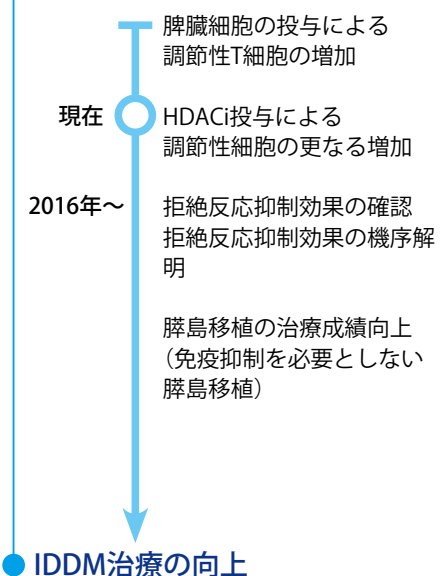 脾臓細胞の投与による
調節性T細胞の増加
現在
HDACi投与による
調節性細胞の更なる増加
2016年〜
拒絶反応抑制効果の確認
拒絶反応抑制効果の機序解
明
膵島移植の治療成績向上
（免疫抑制を必要としない
膵島移植）
IDDM治療の向上